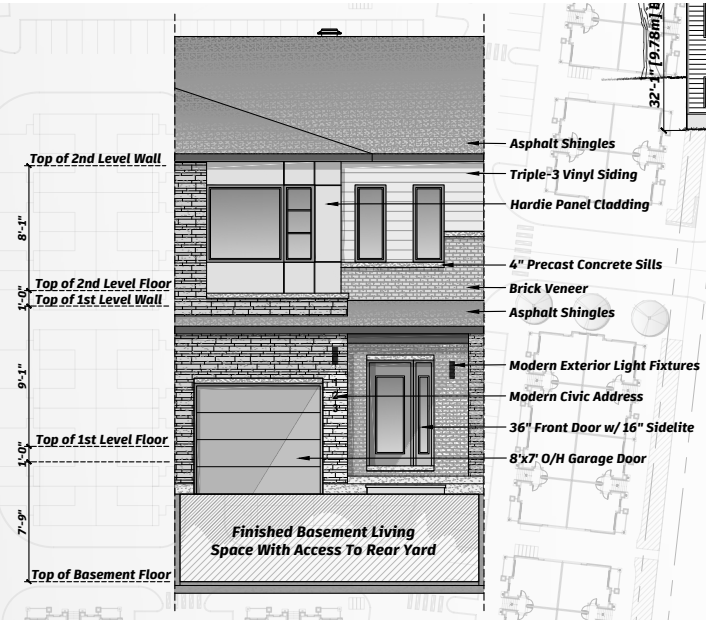 32'-1" [9.78m]
Asphalt Shingles
Top of 2nd Level Wall
Triple-3 Vinyl Siding
Hardie Panel Cladding
8'-1"
4" Precast Concrete Sills
Top of 2nd Level Floor
Brick Veneer
1'-0"
Top of 1st Level Wall
Asphalt Shingles
Modern Exterior Light Fixtures
9'-1"
Modern Civic Address
36" Front Door w/ 16" Sidelite
Top of 1st Level Floor
1'-0"
8'x7' O/H Garage Door
7'-9"
Finished Basement Living
Space With Access To Rear Yard
Top of Basement Floor